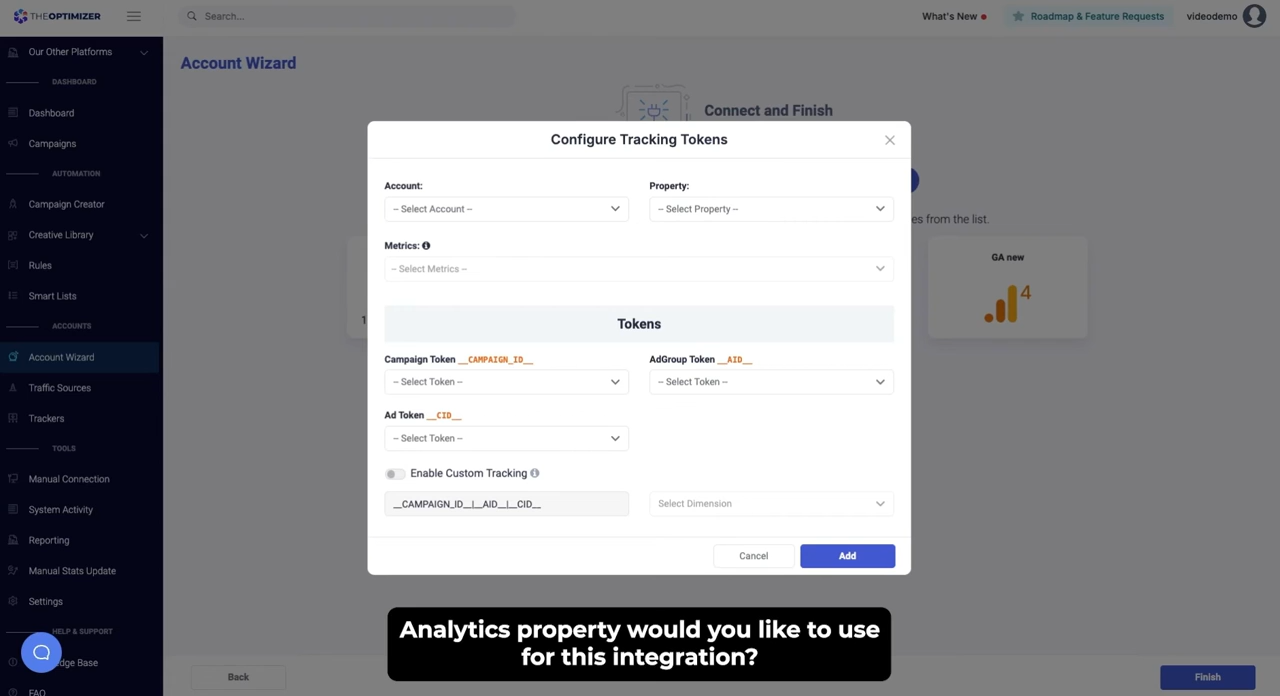 THEOPTIMIZER
Search...
What's New
Roadmap & Feature Requests
videodemo
Our Other Platforms
DASHBOARD
Dashboard
Campaigns
AUTOMATION
Campaign Creator
Creative Library
Rules
Smart Lists
ACCOUNTS
Account Wizard
Traffic Sources
Trackers
TOOLS
Manual Connection
System Activity
Reporting
Manual Stats Update
Settings
HELP & SUPPORT
dge Base
FAQ
Account Wizard
Connect and Finish
es from the list.
1
GA new
4
Configure Tracking Tokens
Account:
Property:
-- Select Account --
-- Select Property --
Metrics:
-- Select Metrics --
Tokens
Campaign Token __CAMPAIGN_ID__
AdGroup Token __AID__
-- Select Token --
-- Select Token --
Ad Token __CID__
-- Select Token --
Enable Custom Tracking
__CAMPAIGN_ID__|__AID__|__CID__
Select Dimension
Cancel
Add
Analytics property would you like to use
for this integration?
Back
Finish